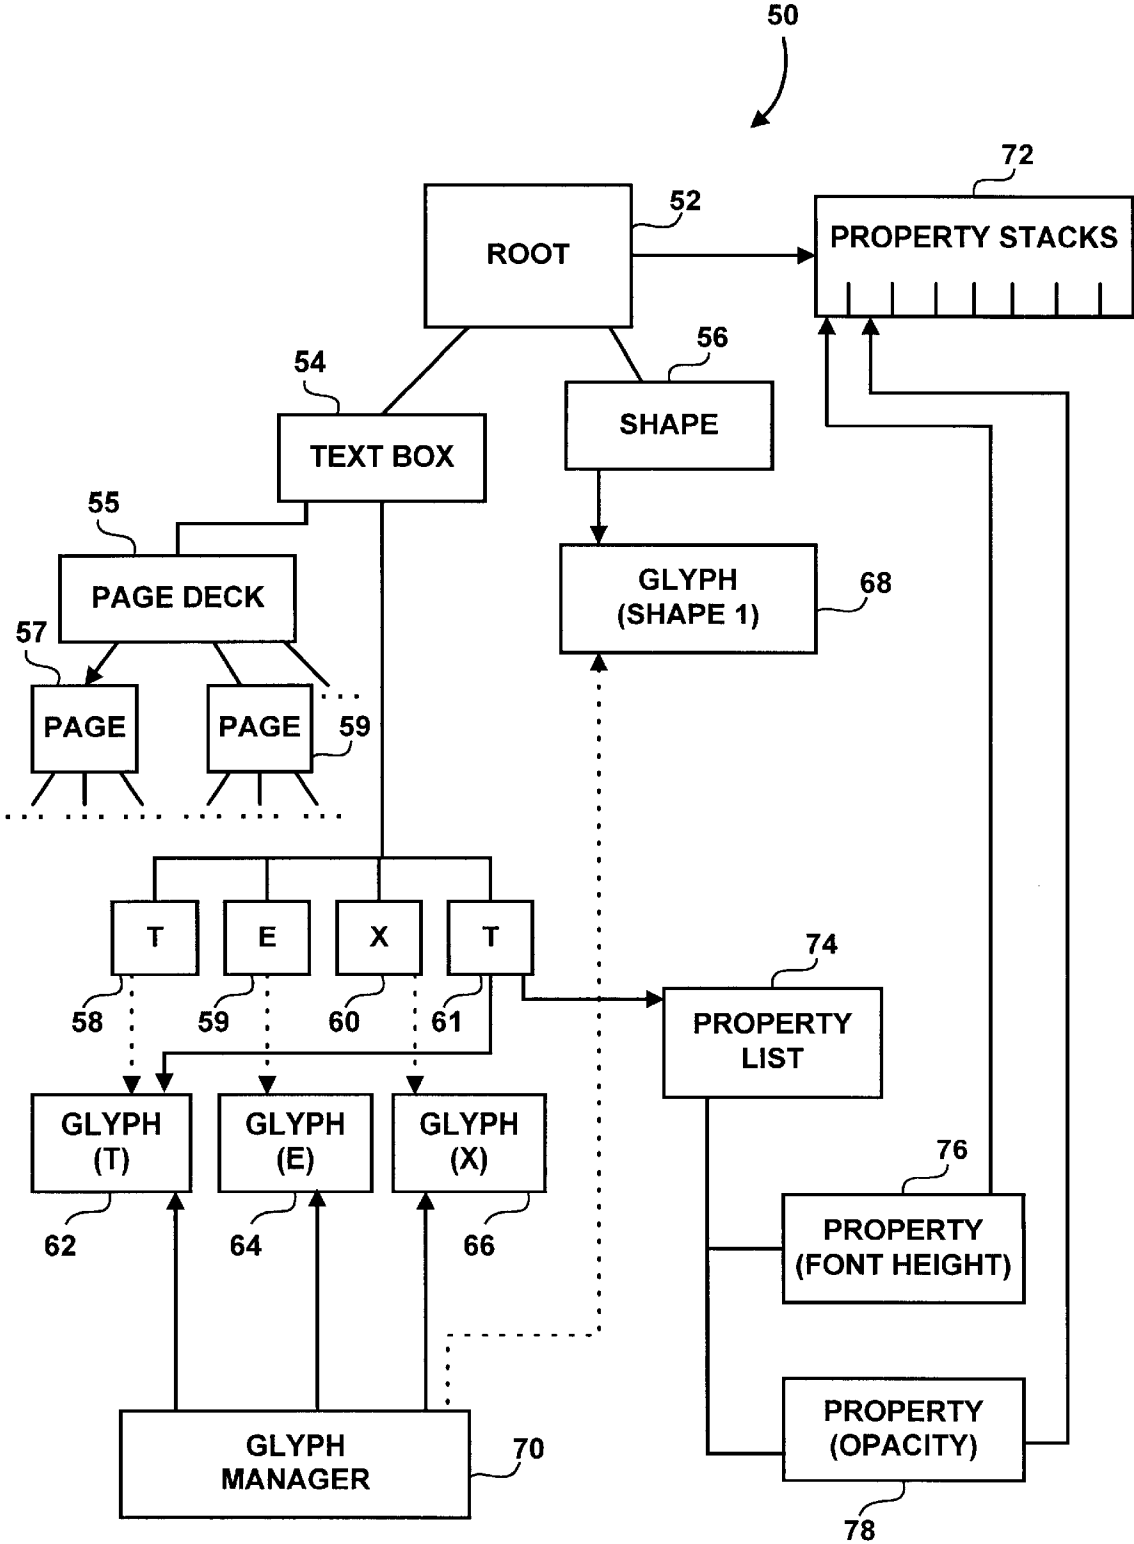 50
72
PROPERTY STACKS
52
ROOT
56
SHAPE
54
TEXT BOX
55
PAGE DECK
GLYPH
(SHAPE 1)
68
57
PAGE
PAGE
59
T
E
X
T
58
59
60
61
74
PROPERTY
LIST
GLYPH
(T)
GLYPH
(E)
GLYPH
(X)
62
64
66
76
PROPERTY
(FONT HEIGHT)
PROPERTY
(OPACITY)
78
GLYPH
MANAGER
70